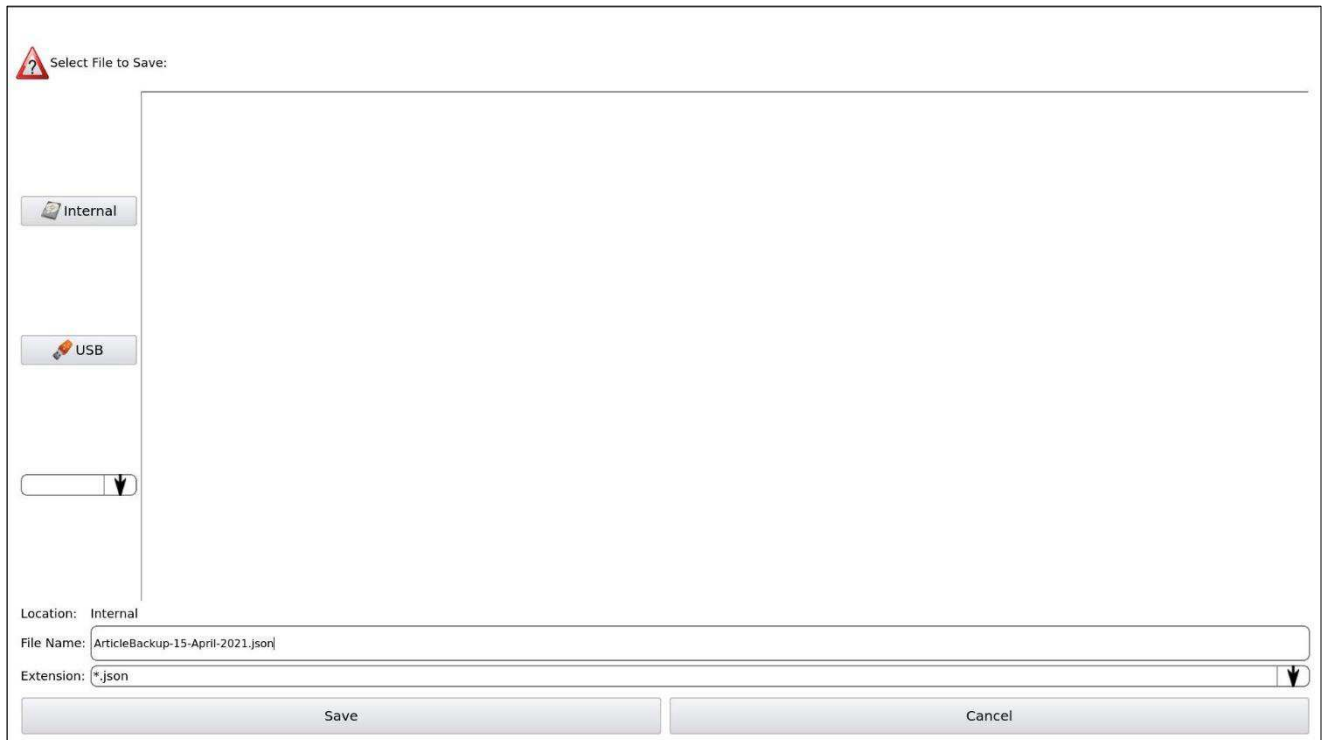 Select File to Save:
Internal
USB
Location: Internal
File Name: ArticleBackup-15-April-2021.json
Extension: *.json
Save Cancel